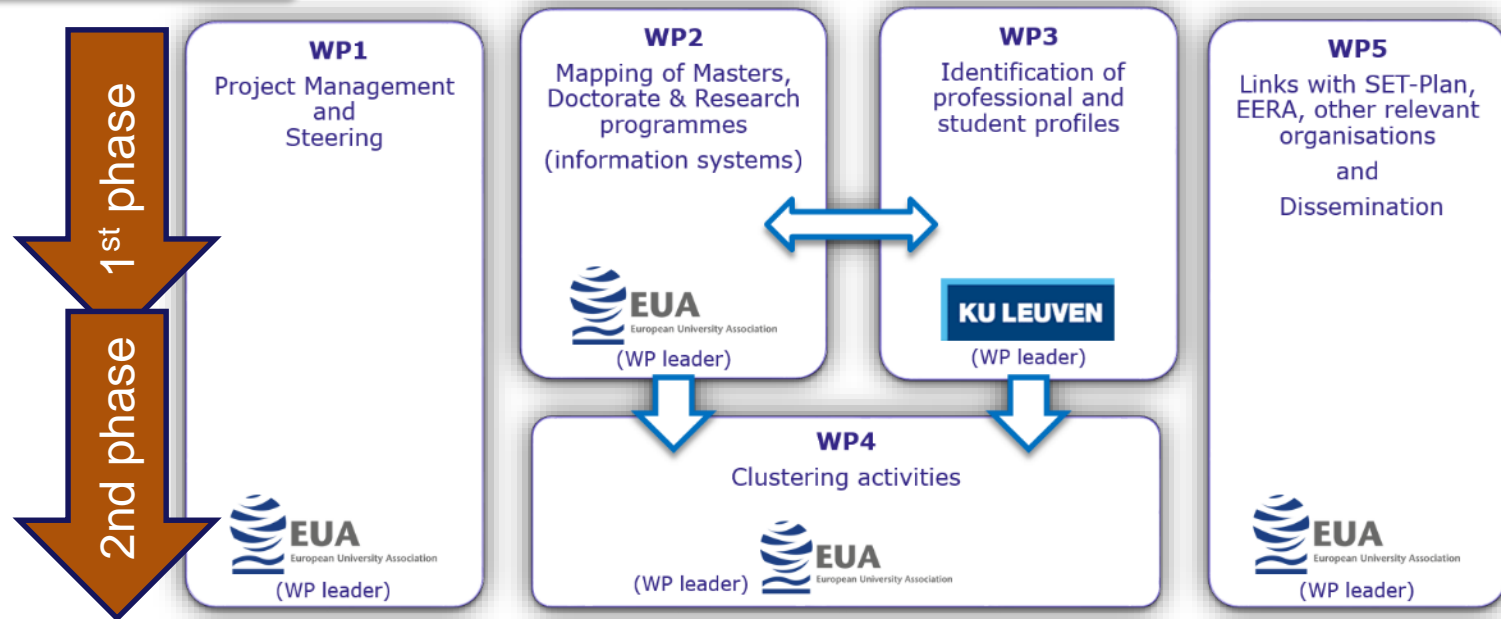 1st phase
2nd phase
WP1
Project Management
and
Steering
EUA
European University Association
(WP leader)
WP2
Mapping of Masters,
Doctorate & Research
programmes
(information systems)
EUA
European University Association
(WP leader)
WP3
Identification of
professional and
student profiles
KU LEUVEN
(WP leader)
WP4
Clustering activities
(WP leader)
EUA
European University Association
WP5
Links with SET-Plan,
EERA, other relevant
organisations
and
Dissemination
EUA
European University Association
(WP leader)